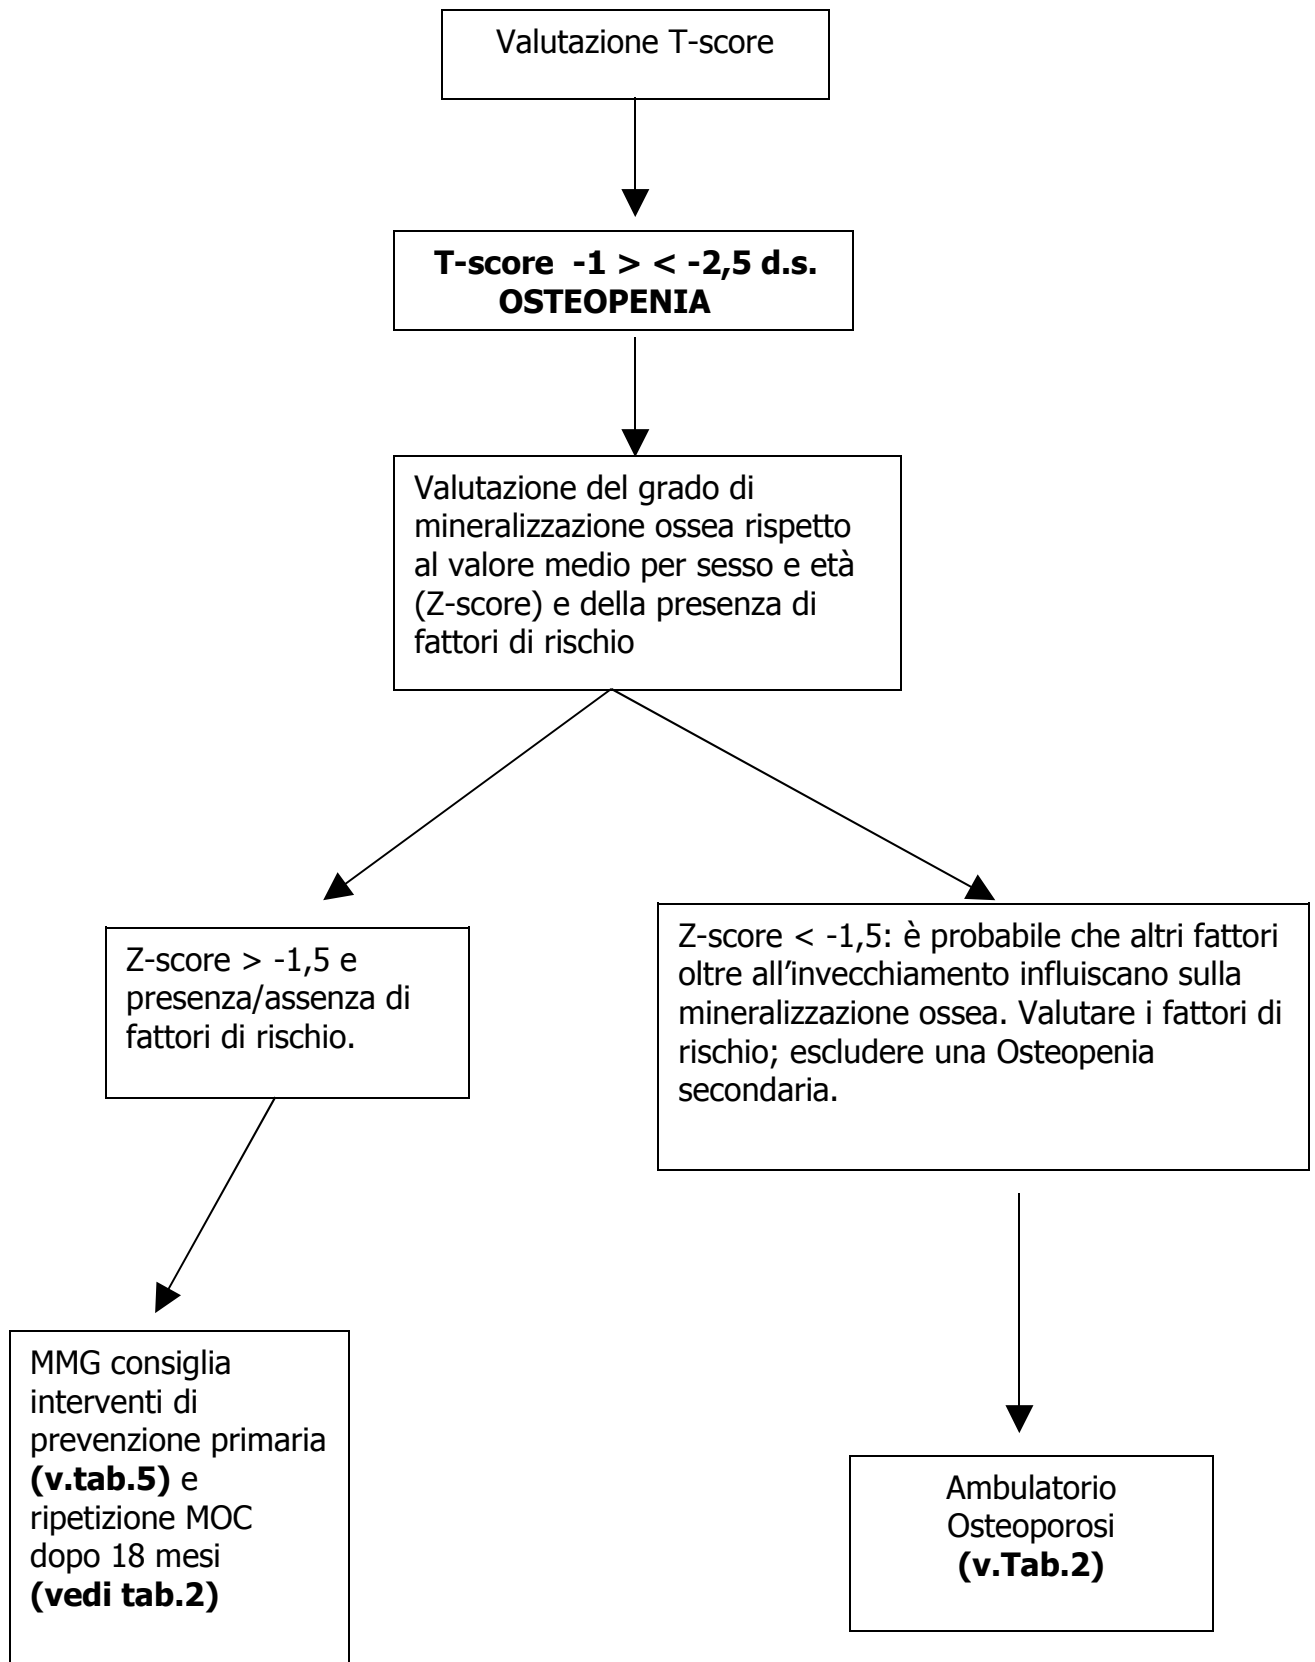 Valutazione T-score
T-score -1 > < -2,5 d.s.
OSTEOPENIA
Valutazione del grado di
mineralizzazione ossea rispetto
al valore medio per sesso e età
(Z-score) e della presenza di
fattori di rischio
Z-score > -1,5 e
presenza/assenza di
fattori di rischio.
Z-score < -1,5: è probabile che altri fattori
oltre all’invecchiamento influiscano sulla
mineralizzazione ossea. Valutare i fattori di
rischio; escludere una Osteopenia
secondaria.
MMG consiglia
interventi di
prevenzione primaria
(v.tab.5) e
ripetizione MOC
dopo 18 mesi
(vedi tab.2)
Ambulatorio
Osteoporosi
(v.Tab.2)